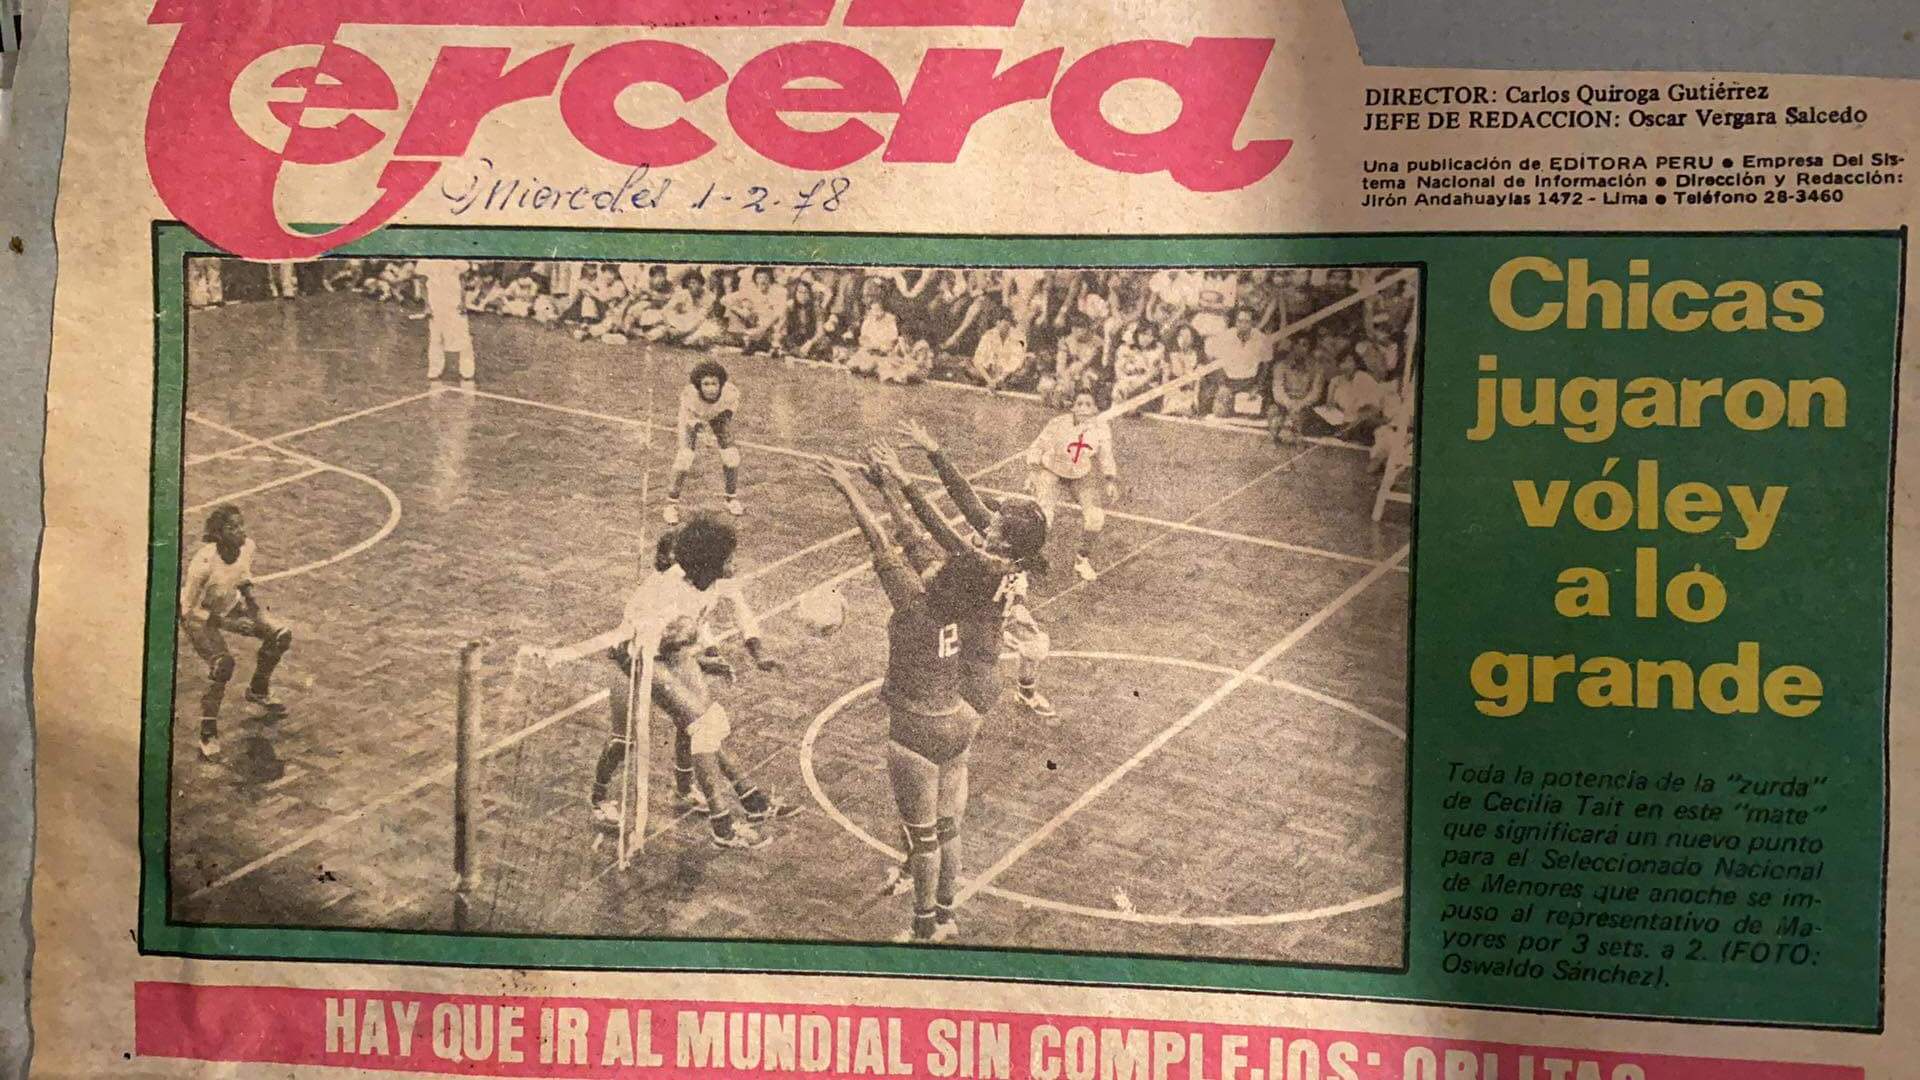 Tercera
DIRECTOR: Carlos Quiroga Gutiérrez
JEFE DE REDACCION: Oscar Vergara Salcedo
Una publicación de EDITORA PERU ● Empresa Del Sis-
tema Nacional de Información ● Dirección y Redacción:
Jirón Andahuaylas 1472 - Lima ● Teléfono 28-3460
Miercoles 1-2-78
12
Chicas
jugaron
vóley
a lo
grande
Toda la potencia de la "zurda"
de Cecilia Tait en este "mate"
que significará un nuevo punto
para el Seleccionado Nacional
de Menores que anoche se im-
puso al representativo de Ma-
yores por 3 sets. a 2. (FOTO:
Oswaldo Sánchez).
HAY QUE IR AL MUNDIAL SIN COMPLEJOS: OBLITAS